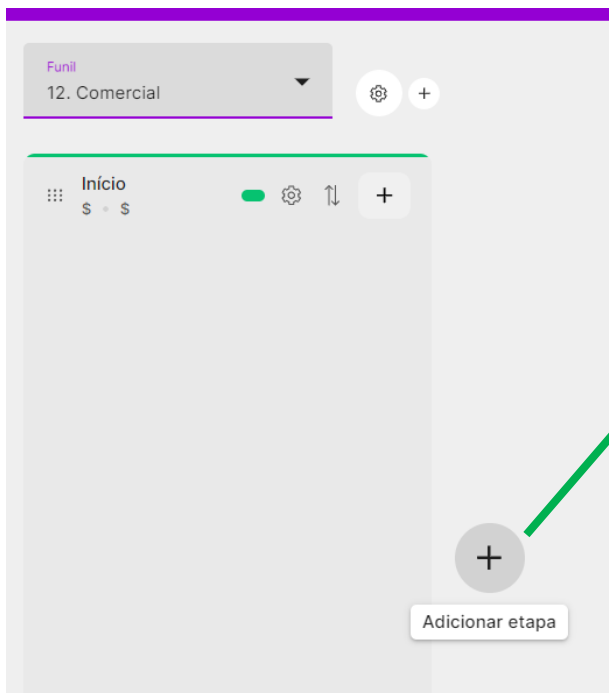 Funil
12. Comercial
+
Início
$ $
+
+
Adicionar etapa